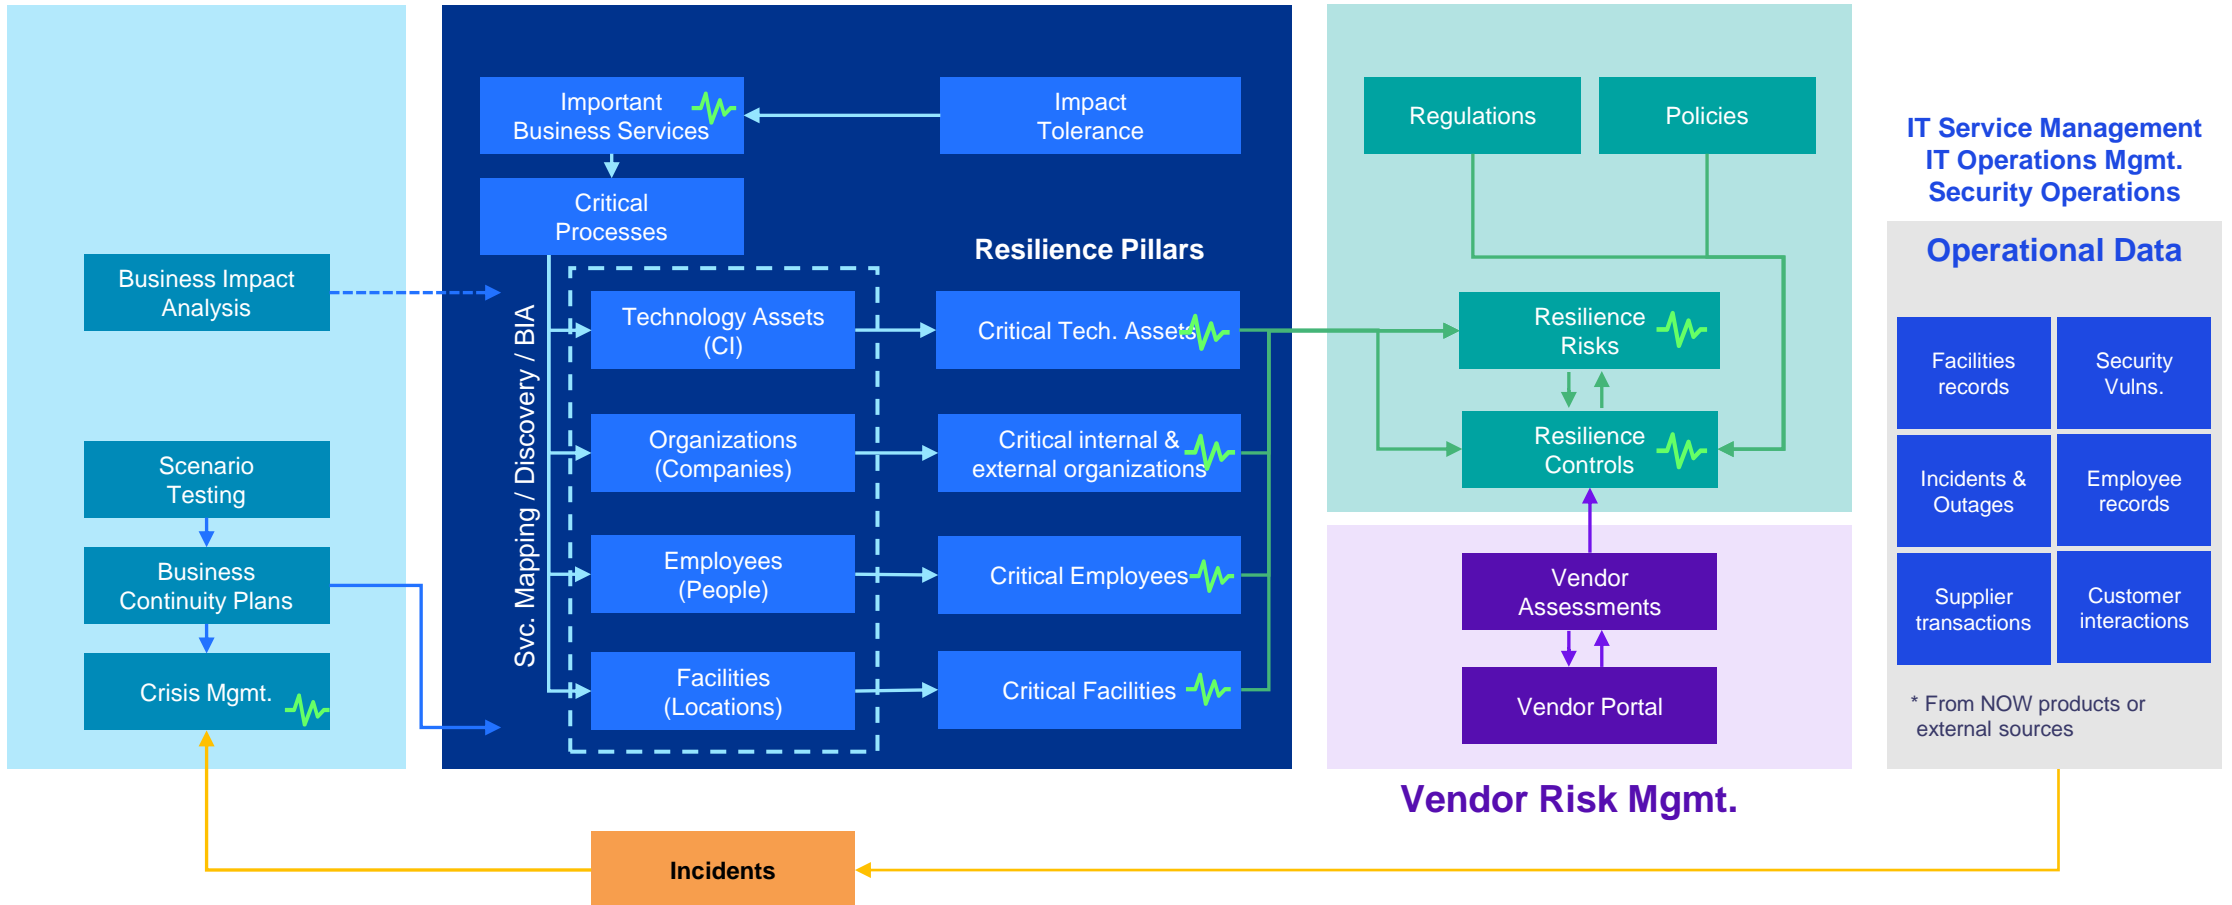 Business Impact
Analysis
Scenario
Testing
Business
Continuity Plans
Crisis Mgmt.
Important
Business Services
Impact
Tolerance
Critical
Processes
Resilience Pillars
Svc. Mapping / Discovery / BIA
Technology Assets
(CI)
Critical Tech. Assets
Organizations
(Companies)
Critical internal &
external organizations
Employees
(People)
Critical Employees
Facilities
(Locations)
Critical Facilities
Regulations
Policies
Resilience
Risks
Resilience
Controls
Vendor
Assessments
Vendor Portal
Vendor Risk Mgmt.
IT Service Management
IT Operations Mgmt.
Security Operations
Operational Data
Facilities
records
Security
Vulns.
Incidents &
Outages
Employee
records
Supplier
transactions
Customer
interactions
* From NOW products or
external sources
Incidents